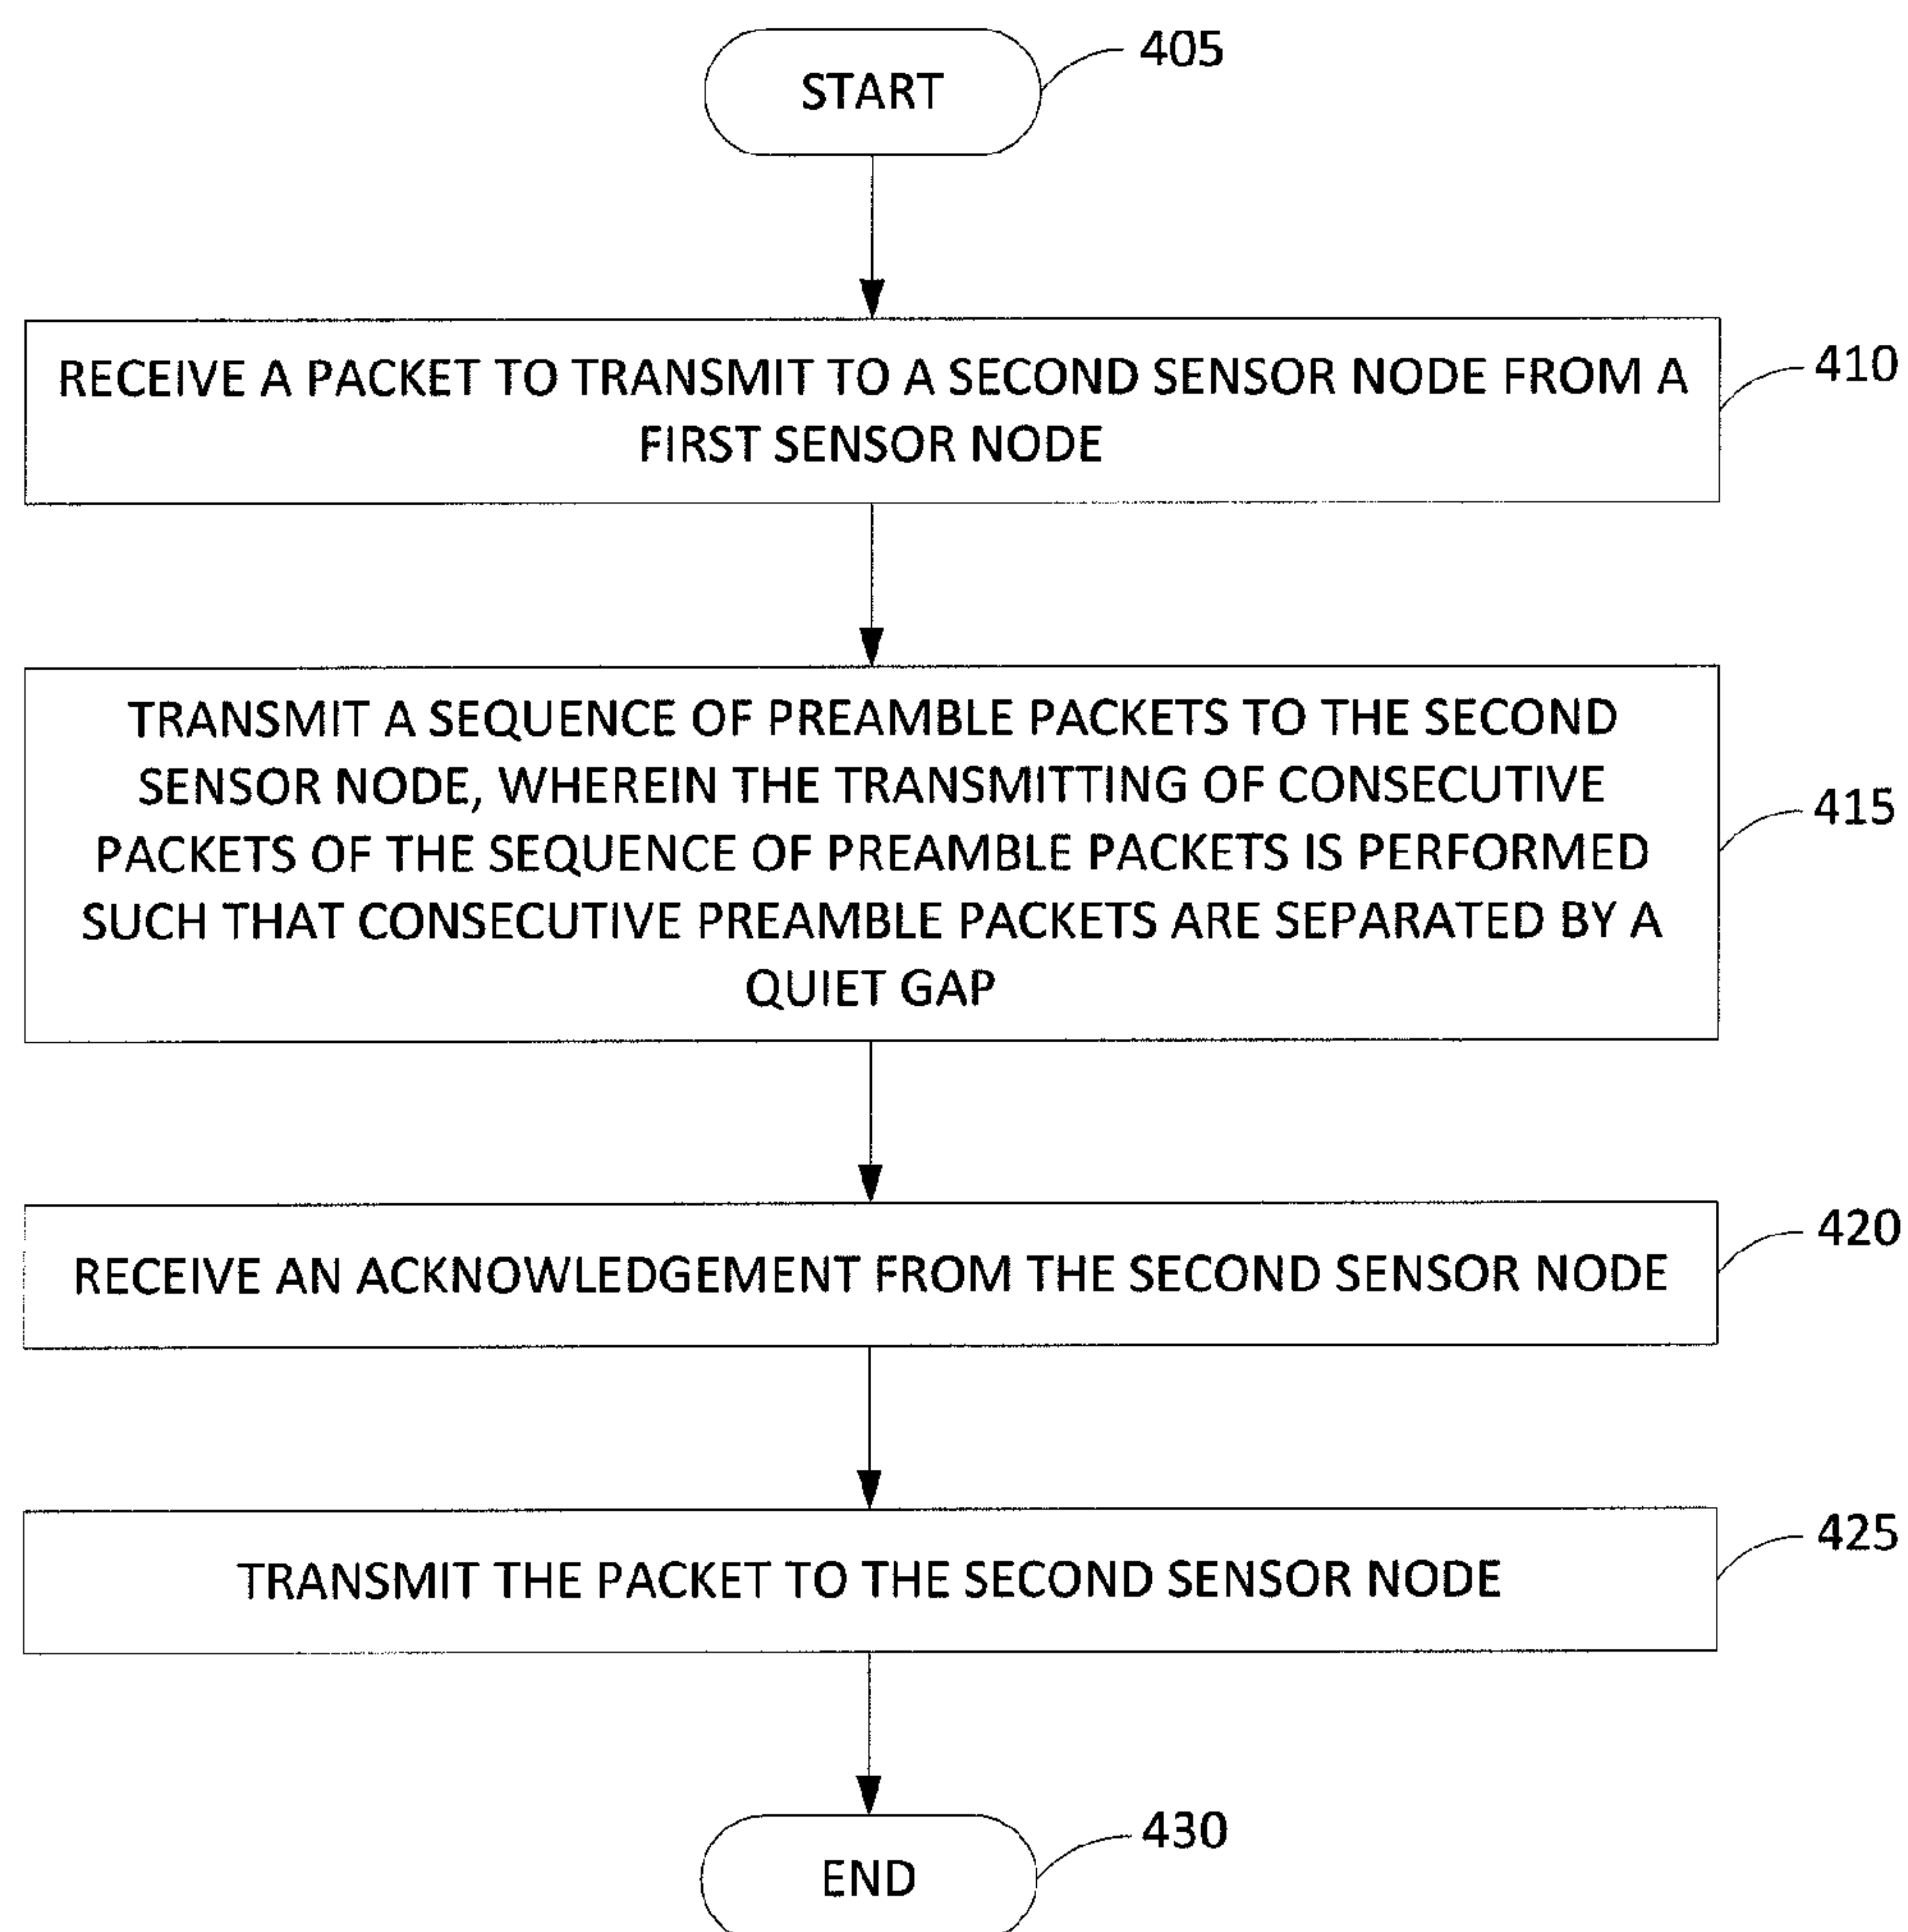 START
405
RECEIVE A PACKET TO TRANSMIT TO A SECOND SENSOR NODE FROM A
FIRST SENSOR NODE
410
TRANSMIT A SEQUENCE OF PREAMBLE PACKETS TO THE SECOND
SENSOR NODE, WHEREIN THE TRANSMITTING OF CONSECUTIVE
PACKETS OF THE SEQUENCE OF PREAMBLE PACKETS IS PERFORMED
SUCH THAT CONSECUTIVE PREAMBLE PACKETS ARE SEPARATED BY A
QUIET GAP
415
RECEIVE AN ACKNOWLEDGEMENT FROM THE SECOND SENSOR NODE
420
TRANSMIT THE PACKET TO THE SECOND SENSOR NODE
425
END
430